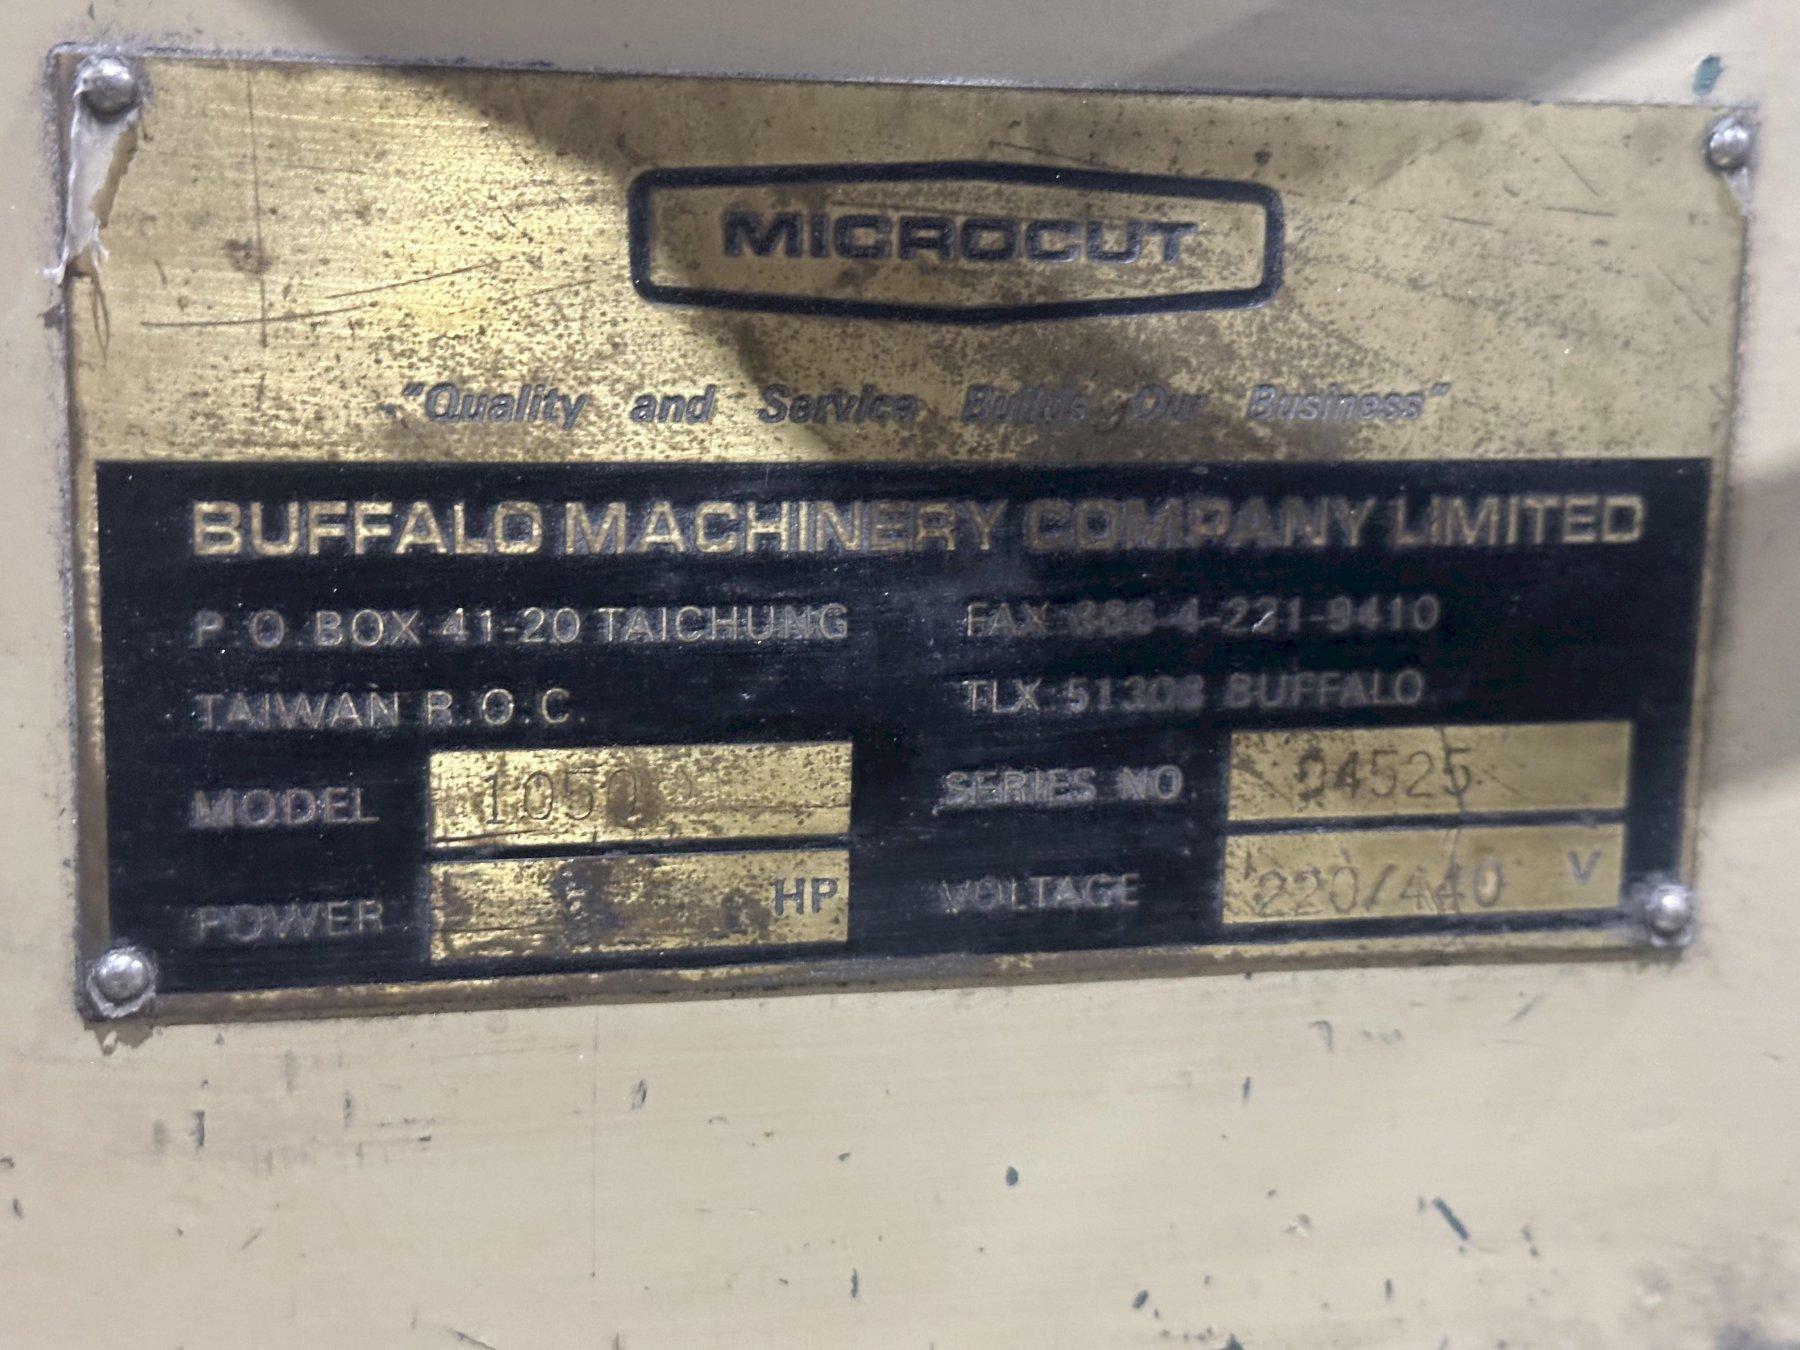 MICROCUT
"Quality and Service Builds Our Business"
BUFFALO MACHINERY COMPANY LIMITED
P.O. BOX 41-20 TAICHUNG FAX 886-4-221-9410
TAIWAN R.O.C. TLX 51308 BUFFALO
MODEL 1050 SERIES NO 94525
POWER HP VOLTAGE 220/440 V